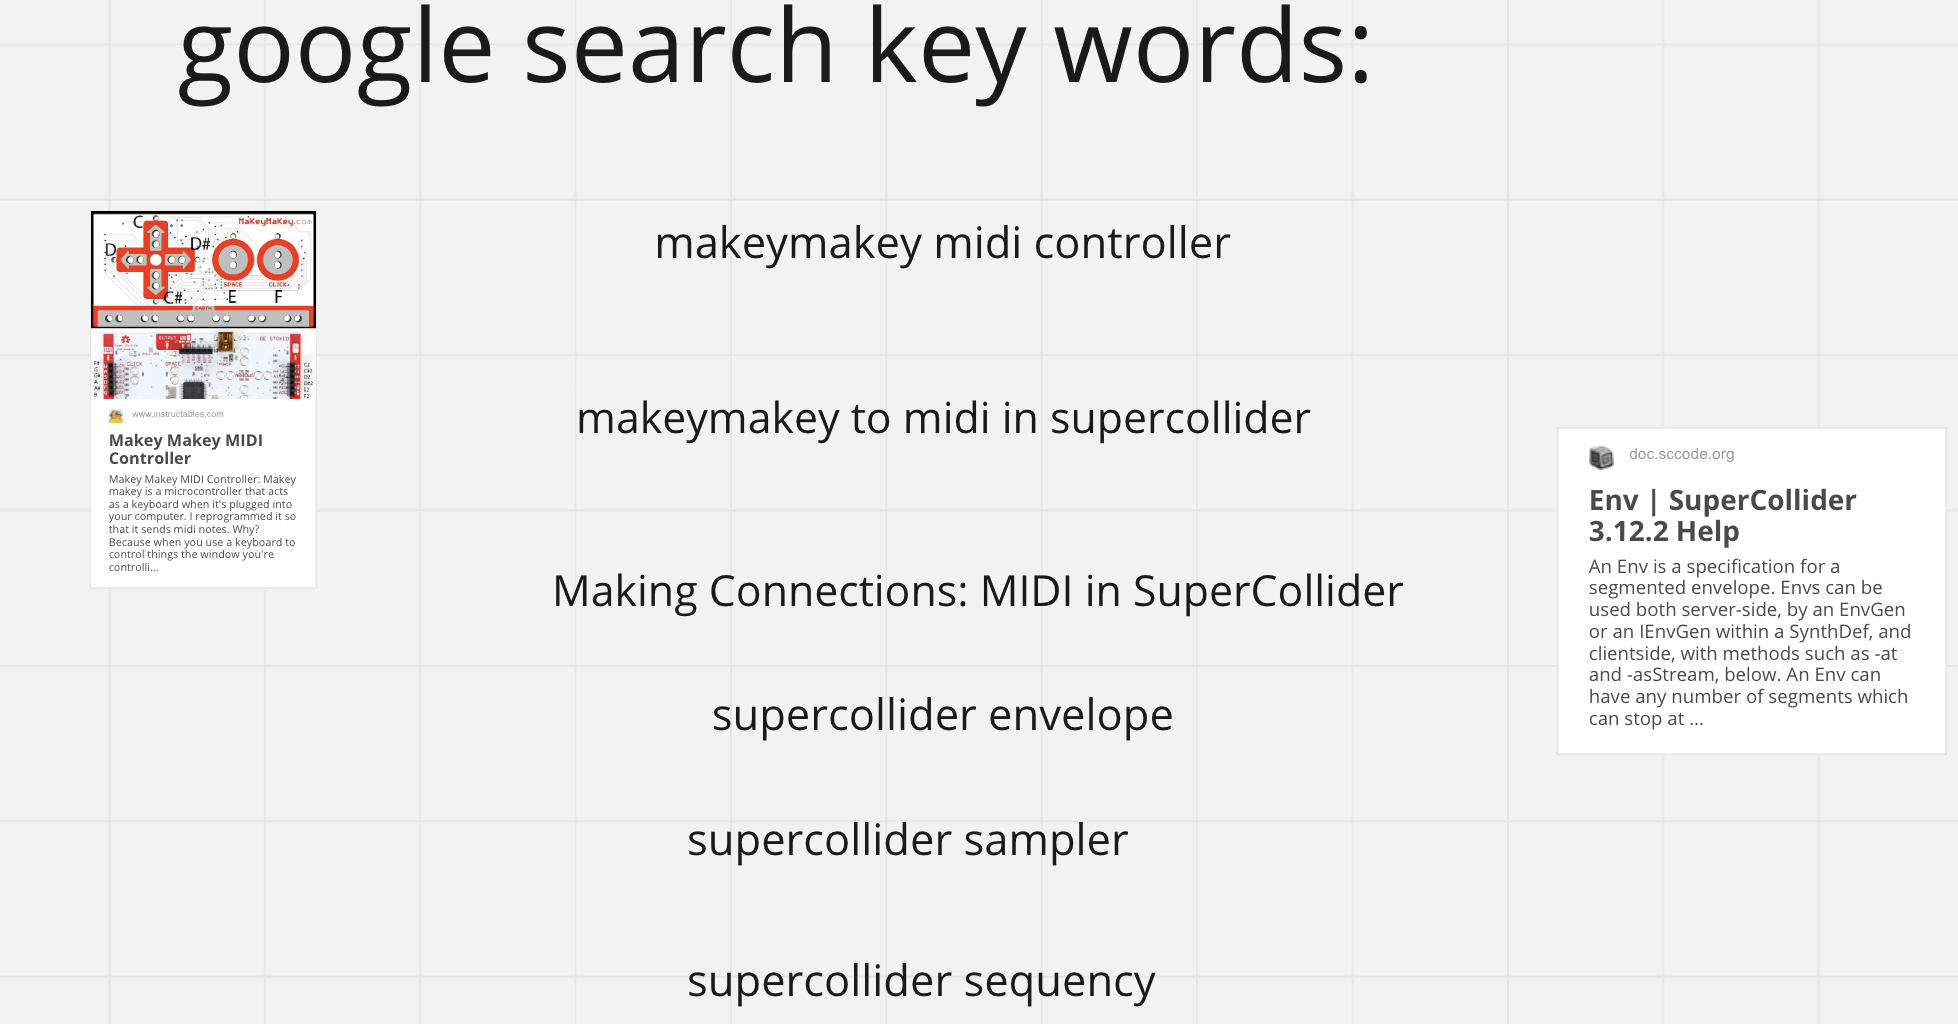 google search key words:
MaKeyMaKey.com
C
D
D#
SPACE
CLICK
C#
E
F
OUTPUT
BE STOKED
CLICK
SPACE
www.instructables.com
Makey Makey MIDI
Controller
Makey Makey MIDI Controller: Makey
makey is a microcontroller that acts
as a keyboard when it's plugged into
your computer. I reprogrammed it so
that it sends midi notes. Why?
Because when you use a keyboard to
control things the window you're
controlli...
makeymakey midi controller
makeymakey to midi in supercollider
Making Connections: MIDI in SuperCollider
supercollider envelope
supercollider sampler
supercollider sequency
doc.sccode.org
Env | SuperCollider
3.12.2 Help
An Env is a specification for a
segmented envelope. Envs can be
used both server-side, by an EnvGen
or an IEnvGen within a SynthDef, and
clientside, with methods such as -at
and -asStream, below. An Env can
have any number of segments which
can stop at ...